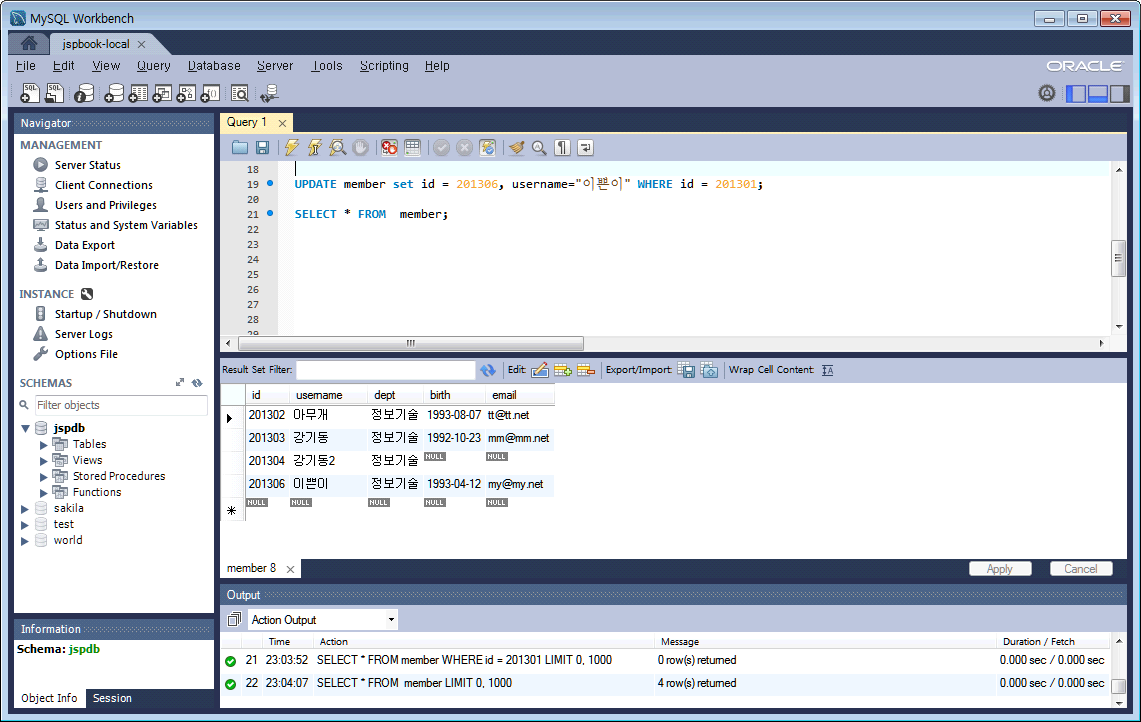 MySQL Workbench
jspbook-local
File Edit View Query Database Server Tools Scripting Help
ORACLE
Navigator
MANAGEMENT
Server Status
Client Connections
Users and Privileges
Status and System Variables
Data Export
Data Import/Restore
INSTANCE
Startup / Shutdown
Server Logs
Options File
SCHEMAS
Filter objects
jspdb
Tables
Views
Stored Procedures
Functions
sakila
test
world
Information
Schema: jspdb
Object Info Session
Query 1
18
19 UPDATE member set id = 201306, username="이쁜이" WHERE id = 201301;
20
21 SELECT * FROM  member;
22
23
24
25
26
27
28
29
Result Set Filter: Edit: Export/Import: Wrap Cell Content:
id username dept birth email
201302 아무개 정보기술 1993-08-07 tt@tt.net
201303 강기동 정보기술 1992-10-23 mm@mm.net
201304 강기동2 정보기술 NULL NULL
201306 이쁜이 정보기술 1993-04-12 my@my.net
NULL NULL NULL NULL NULL
member 8
Apply Cancel
Output
Action Output
Time Action Message Duration / Fetch
21 23:03:52 SELECT * FROM member WHERE id = 201301 LIMIT 0, 1000 0 row(s) returned 0.000 sec / 0.000 sec
22 23:04:07 SELECT * FROM  member LIMIT 0, 1000 4 row(s) returned 0.000 sec / 0.000 sec